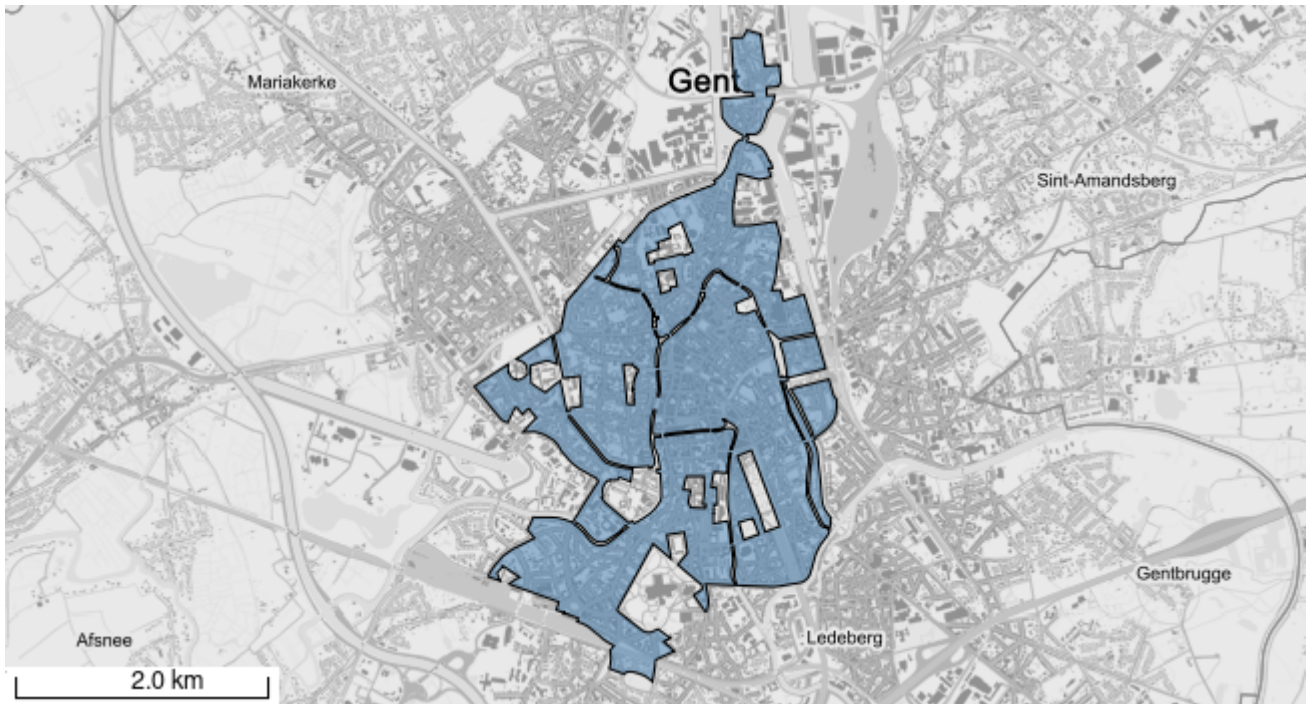 Gent
Mariakerke
Sint-Amandsberg
Gentbrugge
Ledeberg
Afsnee
2.0 km